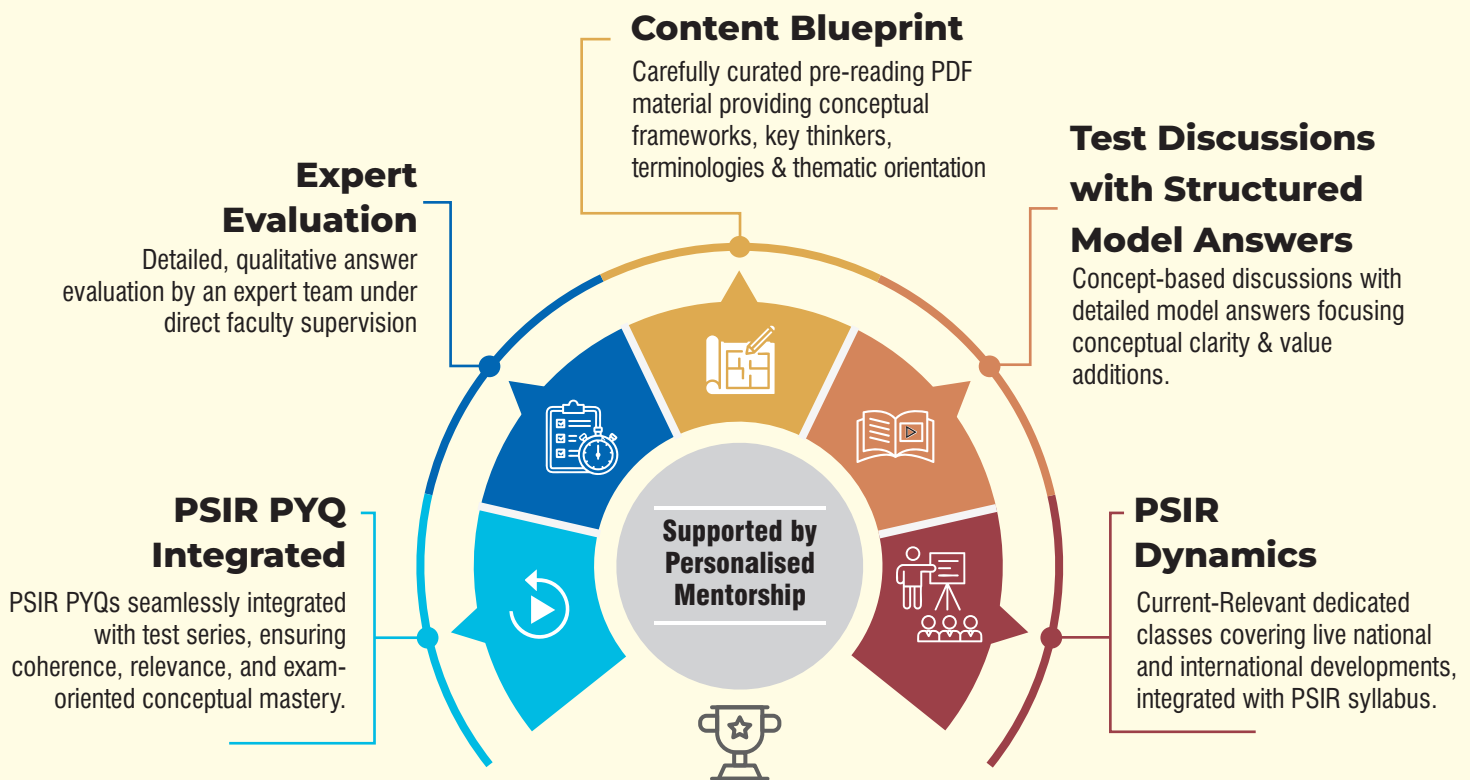 Content Blueprint
Carefully curated pre-reading PDF
material providing conceptual
frameworks, key thinkers,
terminologies & thematic orientation
Expert
Evaluation
Detailed, qualitative answer
evaluation by an expert team under
direct faculty supervision
Test Discussions
with Structured
Model Answers
Concept-based discussions with
detailed model answers focusing
conceptual clarity & value
additions.
PSIR PYQ
Integrated
PSIR PYQs seamlessly integrated
with test series, ensuring
coherence, relevance, and exam-
oriented conceptual mastery.
Supported by
Personalised
Mentorship
PSIR
Dynamics
Current-Relevant dedicated
classes covering live national
and international developments,
integrated with PSIR syllabus.